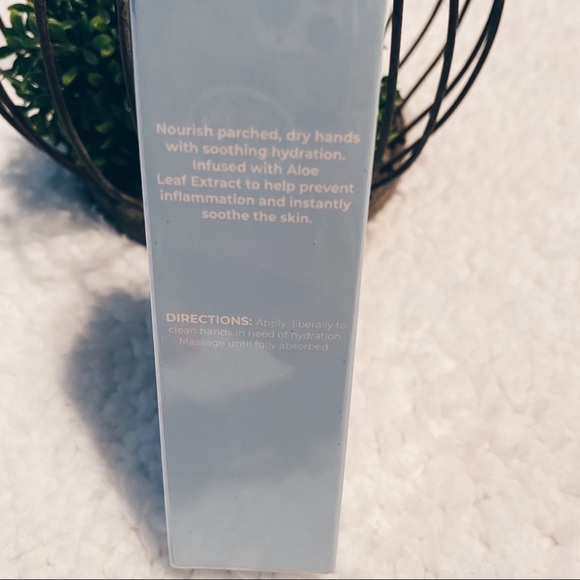 Nourish parched, dry hands
with soothing hydration.
Infused with Aloe
Leaf Extract to help prevent
inflammation and instantly
soothe the skin.
DIRECTIONS: Apply liberally to
clean hands in need of hydration.
Massage until fully absorbed